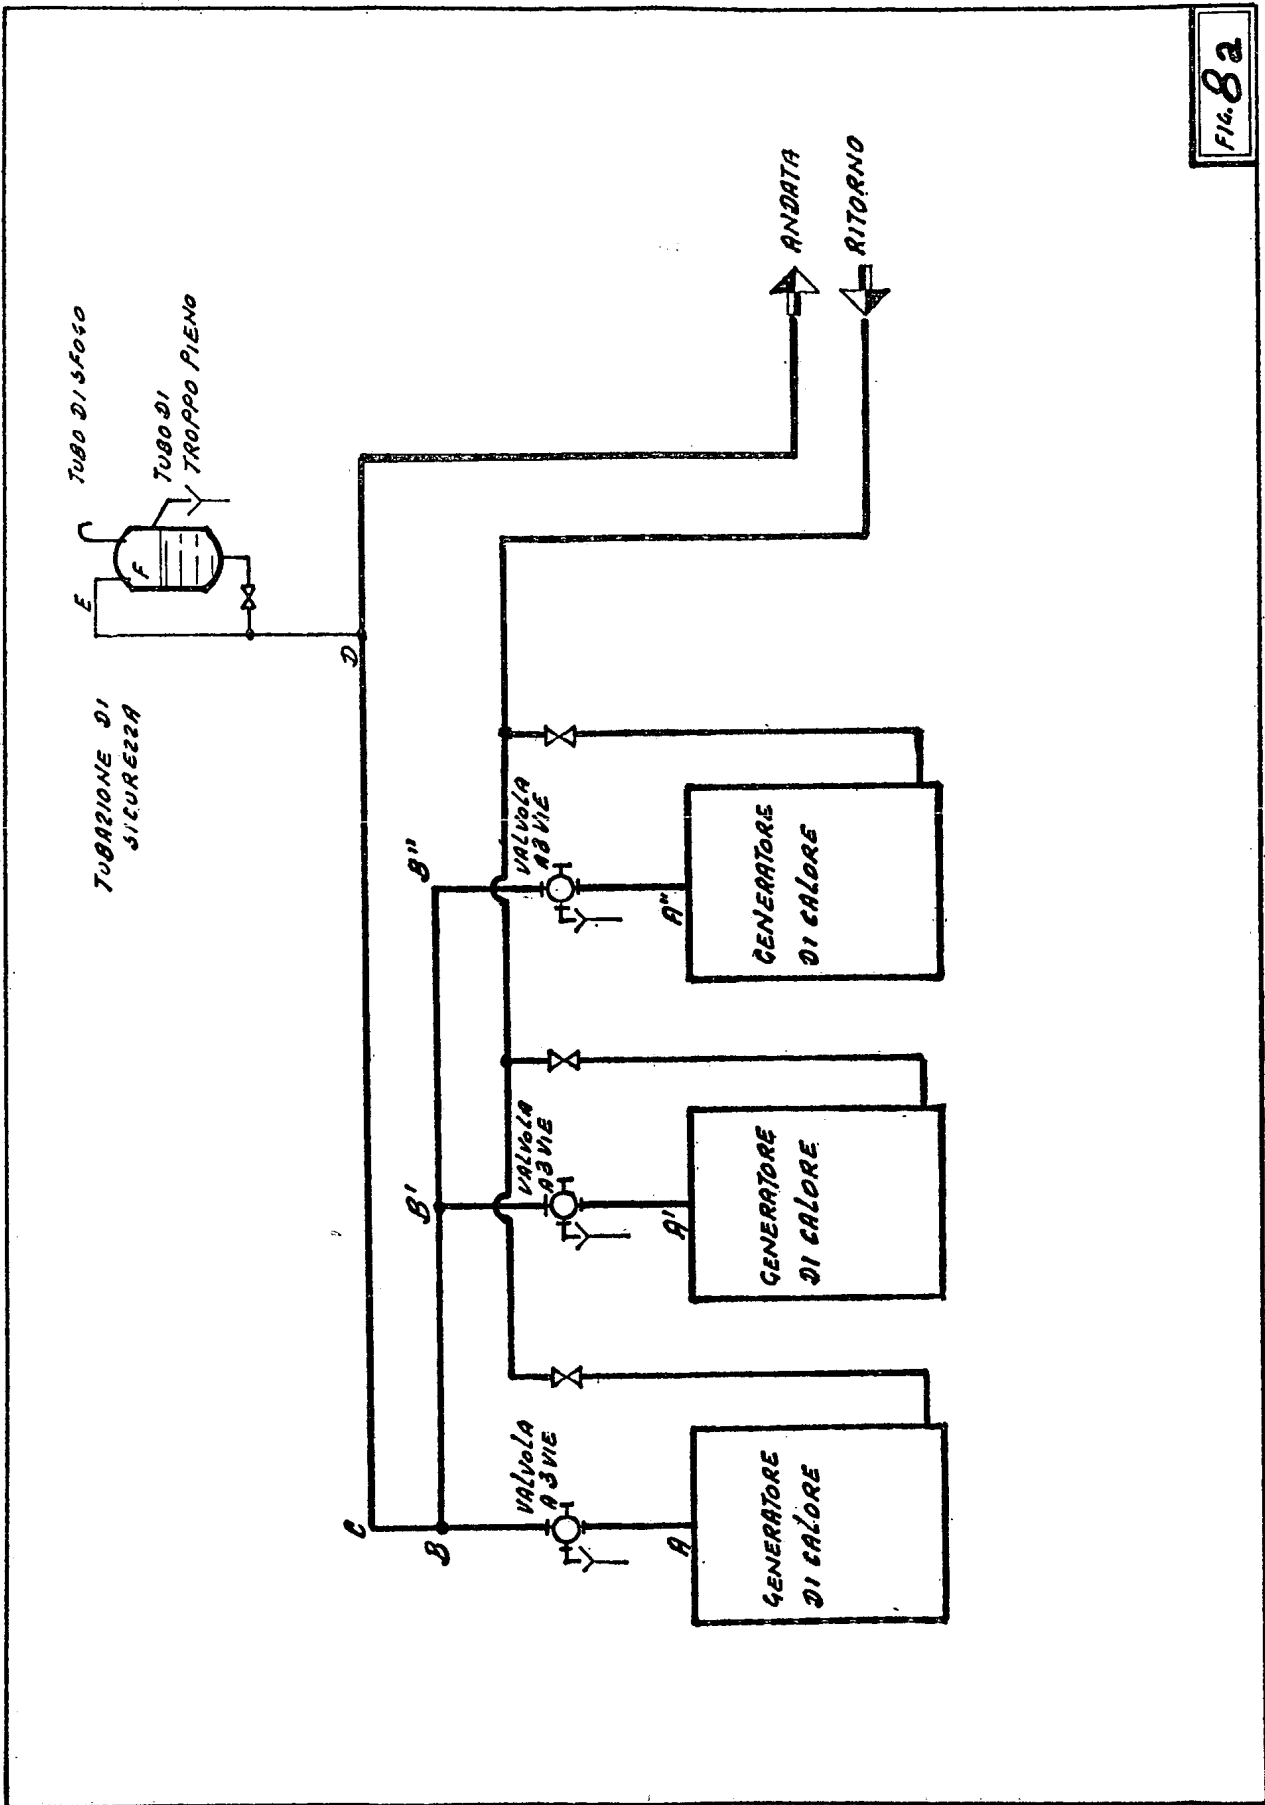 FIG. 8a
TUBO DI SFOGO
TUBO DI
TROPPO PIENO
E
F
TUBAZIONE DI
SICUREZZA
D
C
B
B'
B"
VALVOLA
A 3 VIE
VALVOLA
A 3 VIE
VALVOLA
A 3 VIE
A
A'
A"
GENERATORE
DI CALORE
GENERATORE
DI CALORE
GENERATORE
DI CALORE
ANDATA
RITORNO